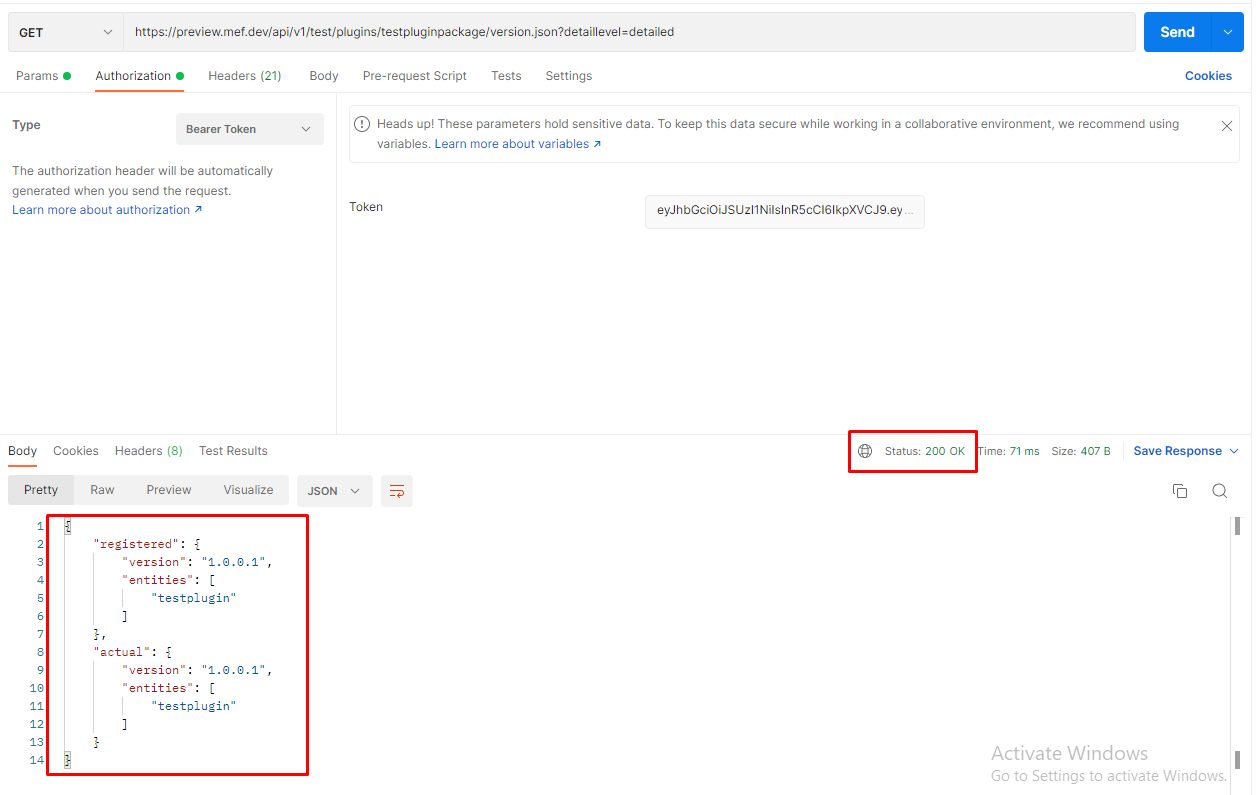 GET https://preview.mef.dev/api/v1/test/plugins/testpluginpackage/version.json?detaillevel=detailed Send
Params Authorization Headers (21) Body Pre-request Script Tests Settings Cookies
Type Bearer Token
The authorization header will be automatically
generated when you send the request.
Learn more about authorization ↗
Heads up! These parameters hold sensitive data. To keep this data secure while working in a collaborative environment, we recommend using
variables. Learn more about variables ↗
Token eyJhbGciOiJSUzI1NiIsInR5cCI6IkpXVCJ9.ey...
Body Cookies Headers (8) Test Results Status: 200 OK Time: 71 ms Size: 407 B Save Response
Pretty Raw Preview Visualize JSON
1 {
2 "registered": {
3 "version": "1.0.0.1",
4 "entities": [
5 "testplugin"
6 ]
7 },
8 "actual": {
9 "version": "1.0.0.1",
10 "entities": [
11 "testplugin"
12 ]
13 }
14 }
Activate Windows
Go to Settings to activate Windows.